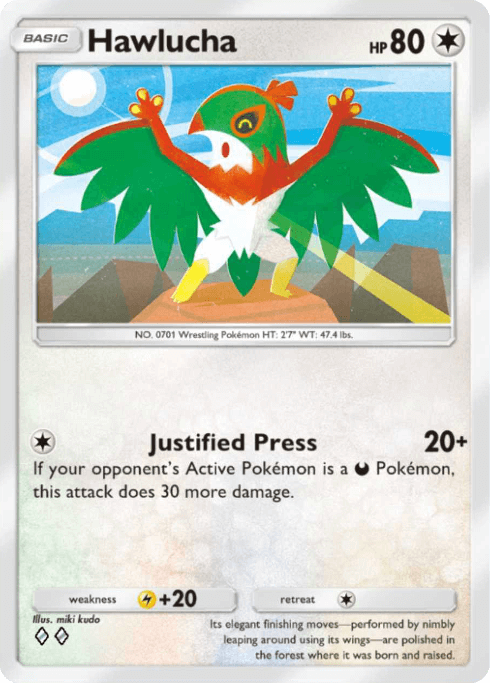 BASIC Hawlucha HP 80
NO. 0701 Wrestling Pokémon HT: 2'7" WT: 47.4 lbs.
Justified Press 20+
If your opponent's Active Pokémon is a Pokémon,
this attack does 30 more damage.
weakness +20 retreat
Illus. miki kudo
Its elegant finishing moves—performed by nimbly
leaping around using its wings—are polished in
the forest where it was born and raised.